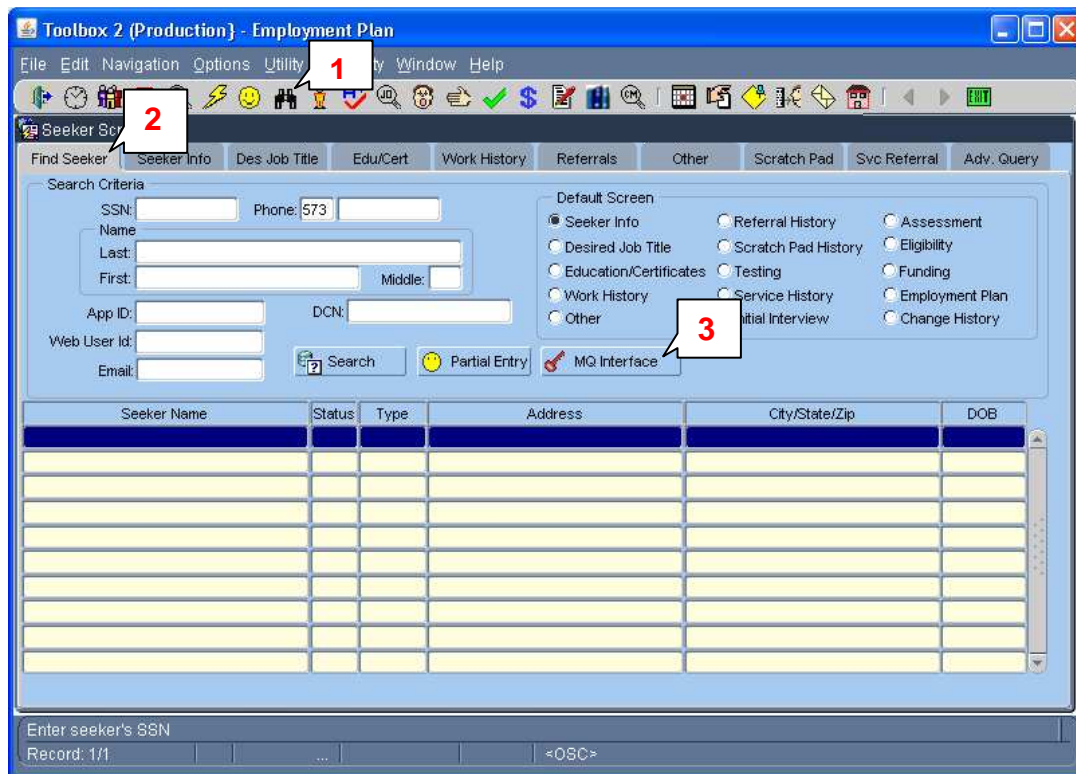 Toolbox 2 (Production} - Employment Plan
File Edit Navigation Options Utility Window Help
1
JO CM EXIT
2
Find Seeker Seeker Info Des Job Title Edu/Cert Work History Referrals Other Scratch Pad Svc Referral Adv. Query
Search Criteria
SSN: Phone: 573
Name
Last:
First: Middle:
App ID: DCN:
Web User Id:
Email:
Search Partial Entry MQ Interface
Default Screen
Seeker Info Referral History Assessment
Desired Job Title Scratch Pad History Eligibility
Education/Certificates Testing Funding
Work History Service History Employment Plan
Other Interview Change History
3
Seeker Name Status Type Address City/State/Zip DOB
Enter seeker's SSN
Record: 1/1 ... <OSC>